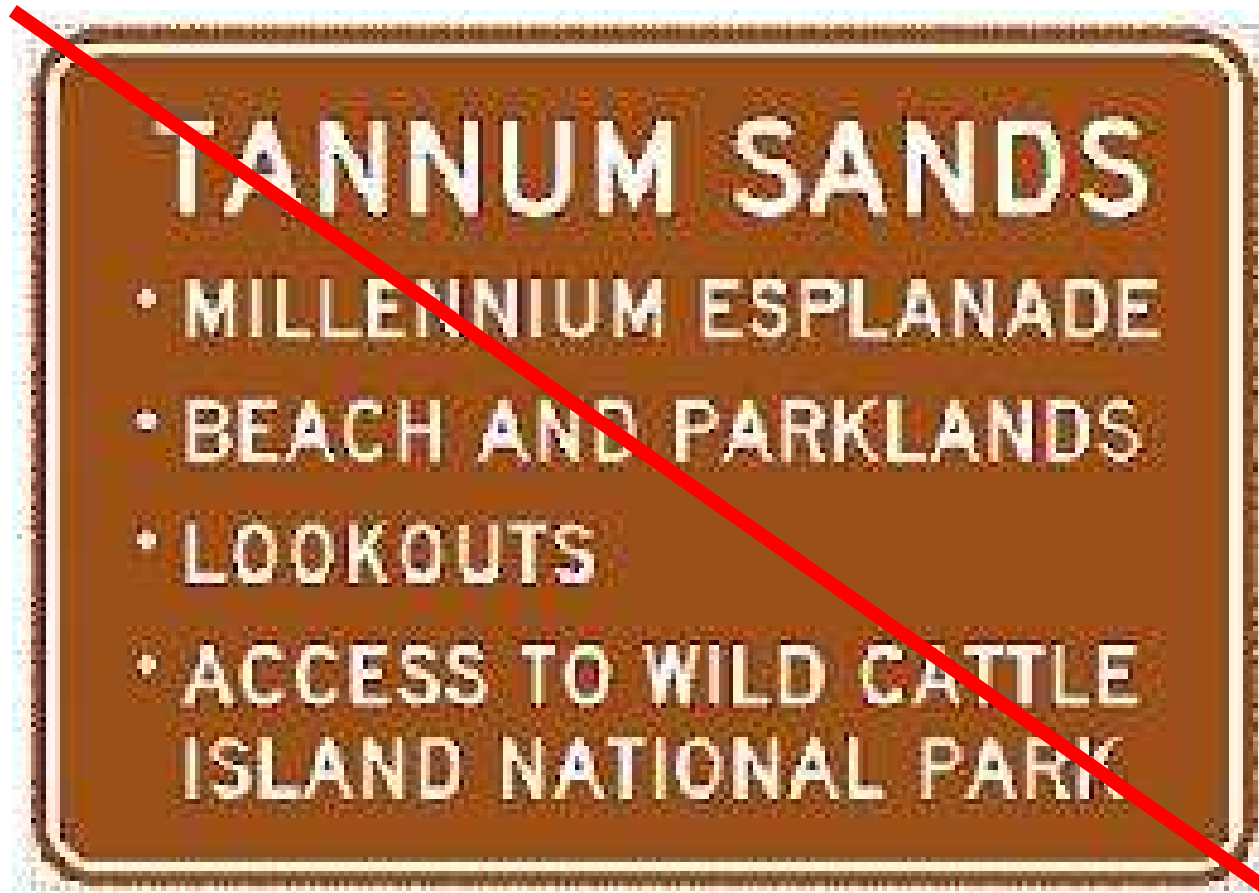 TANNUM SANDS
• MILLENNIUM ESPLANADE
• BEACH AND PARKLANDS
• LOOKOUTS
• ACCESS TO WILD CATTLE
ISLAND NATIONAL PARK